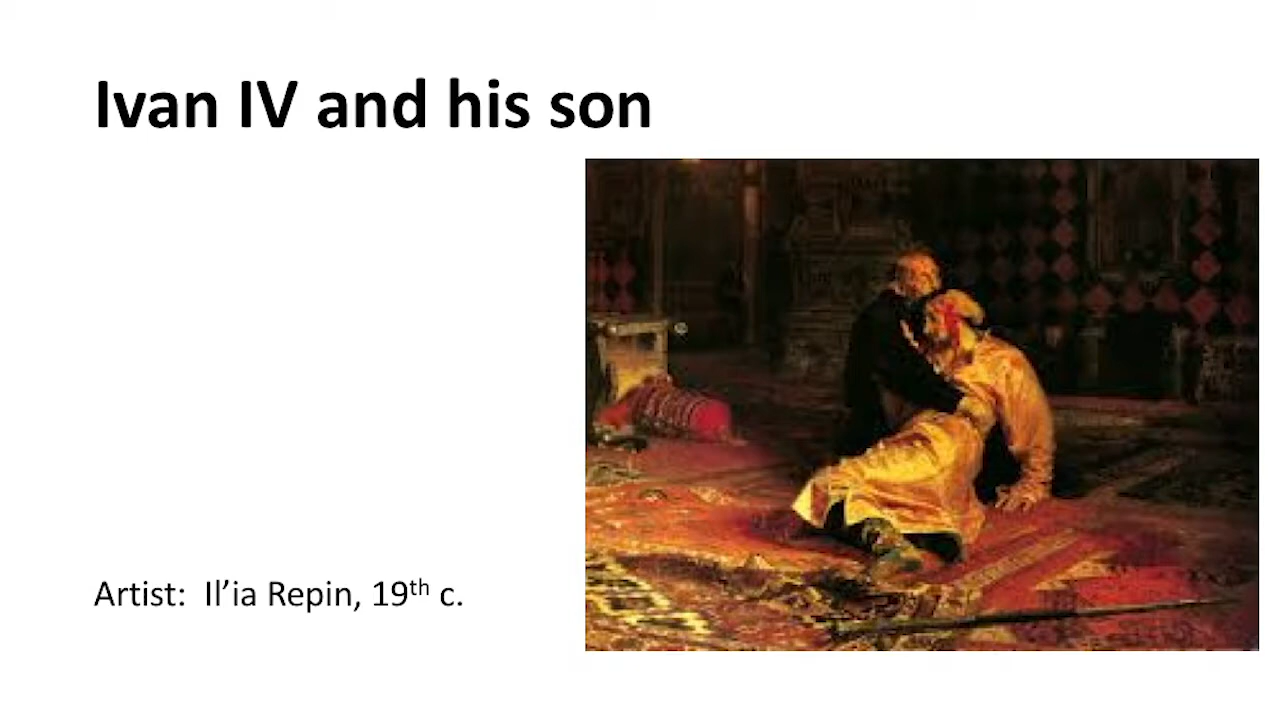 Ivan IV and his son
Artist:  Il’ia Repin, 19th c.